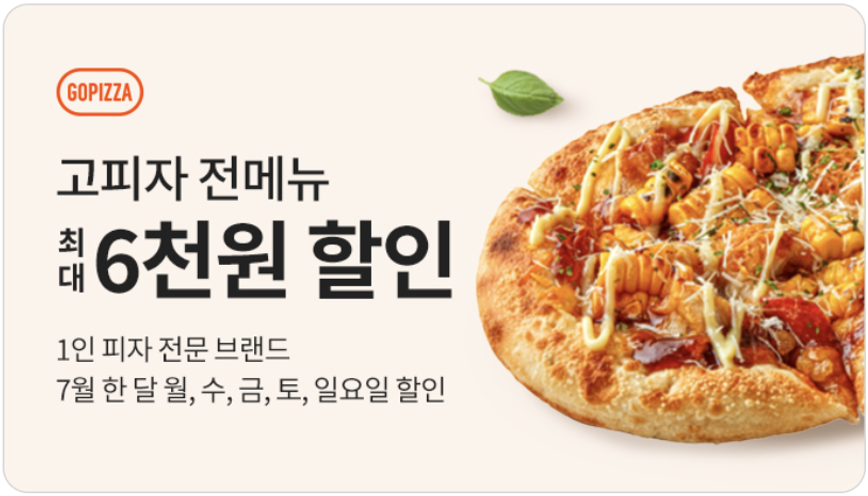 GOPIZZA
고피자 전메뉴
최대 6천원 할인
1인 피자 전문 브랜드
7월 한 달 월, 수, 금, 토, 일요일 할인